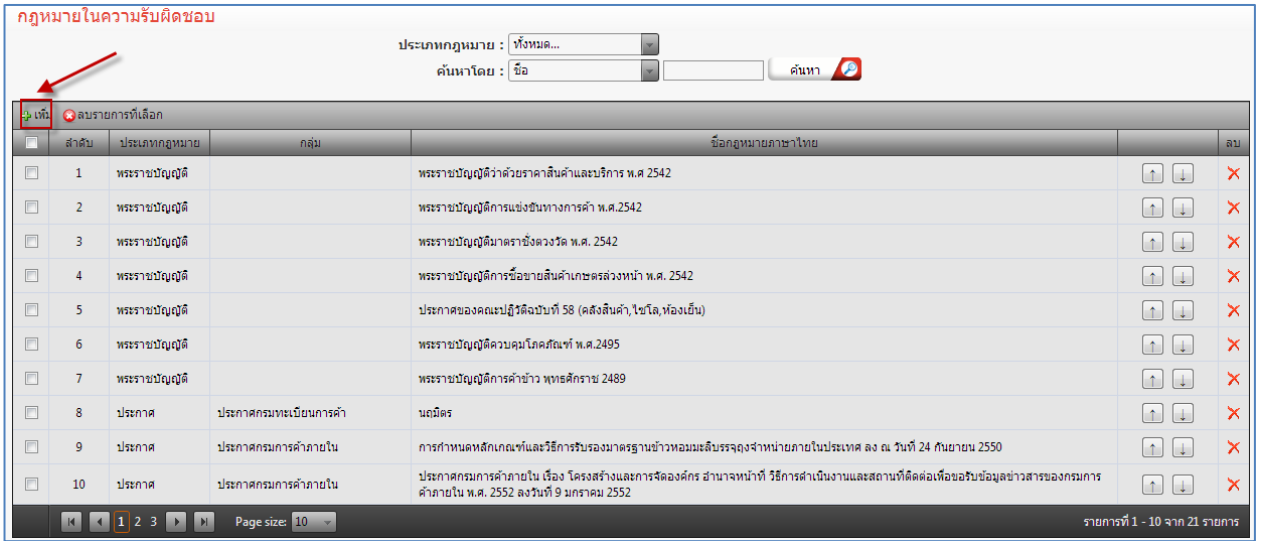 กฎหมายในความรับผิดชอบ
ประเภทกฎหมาย : ทั้งหมด...
ค้นหาโดย : ชื่อ ค้นหา
เพิ่ม ลบรายการที่เลือก
ลำดับ ประเภทกฎหมาย กลุ่ม ชื่อกฎหมายภาษาไทย ลบ
1 พระราชบัญญัติ พระราชบัญญัติว่าด้วยราคาสินค้าและบริการ พ.ศ 2542
2 พระราชบัญญัติ พระราชบัญญัติการแข่งขันทางการค้า พ.ศ.2542
3 พระราชบัญญัติ พระราชบัญญัติมาตราชั่งตวงวัด พ.ศ. 2542
4 พระราชบัญญัติ พระราชบัญญัติการซื้อขายสินค้าเกษตรล่วงหน้า พ.ศ. 2542
5 พระราชบัญญัติ ประกาศของคณะปฏิวัติฉบับที่ 58 (คลังสินค้า,ไซโล,ห้องเย็น)
6 พระราชบัญญัติ พระราชบัญญัติควบคุมโภคภัณฑ์ พ.ศ.2495
7 พระราชบัญญัติ พระราชบัญญัติการค้าข้าว พุทธศักราช 2489
8 ประกาศ ประกาศกรมทะเบียนการค้า นฤมิตร
9 ประกาศ ประกาศกรมการค้าภายใน การกำหนดหลักเกณฑ์และวิธีการรับรองมาตรฐานข้าวหอมมะลิบรรจุถุงจำหน่ายภายในประเทศ ลง ณ วันที่ 24 กันยายน 2550
10 ประกาศ ประกาศกรมการค้าภายใน ประกาศกรมการค้าภายใน เรื่อง โครงสร้างและการจัดองค์กร อำนาจหน้าที่ วิธีการดำเนินงานและสถานที่ติดต่อเพื่อขอรับข้อมูลข่าวสารของกรมการ
ค้าภายใน พ.ศ. 2552 ลงวันที่ 9 มกราคม 2552
1 2 3 Page size: 10 รายการที่ 1 - 10 จาก 21 รายการ